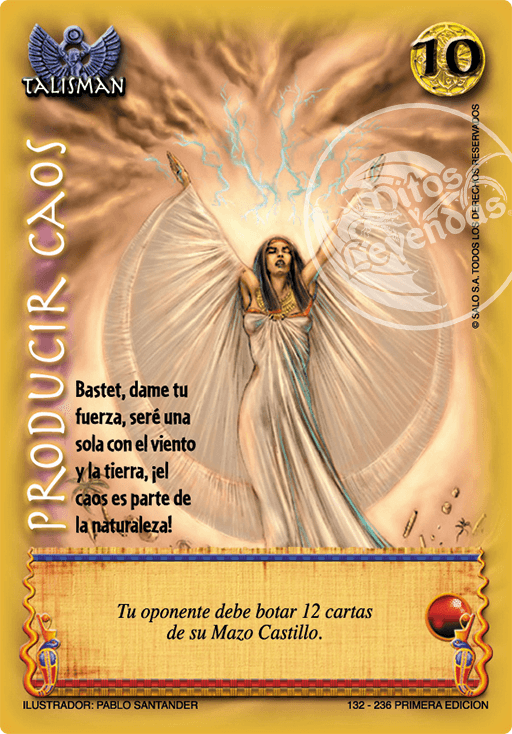 TALISMAN
10
PRODUCIR CAOS
Mitos
y
Leyendas
© SALO S.A. TODOS LOS DERECHOS RESERVADOS
Bastet, dame tu
fuerza, seré una
sola con el viento
y la tierra, ¡el
caos es parte de
la naturaleza!
Tu oponente debe botar 12 cartas
de su Mazo Castillo.
ILUSTRADOR: PABLO SANTANDER
132 - 236 PRIMERA EDICION